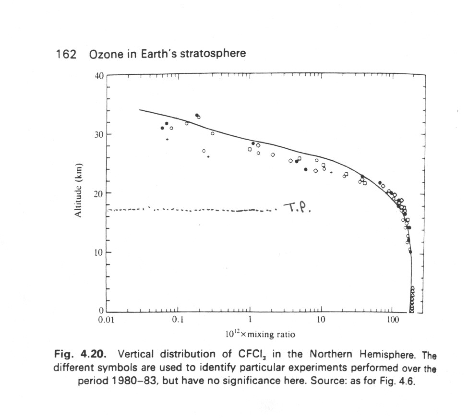 162 Ozone in Earth's stratosphere
40
30
20
10
0
Altitude (km)
T.P.
0.01 0.1 1 10 100
10¹²×mixing ratio
Fig. 4.20. Vertical distribution of CFCl₃ in the Northern Hemisphere. The
different symbols are used to identify particular experiments performed over the
period 1980–83, but have no significance here. Source: as for Fig. 4.6.